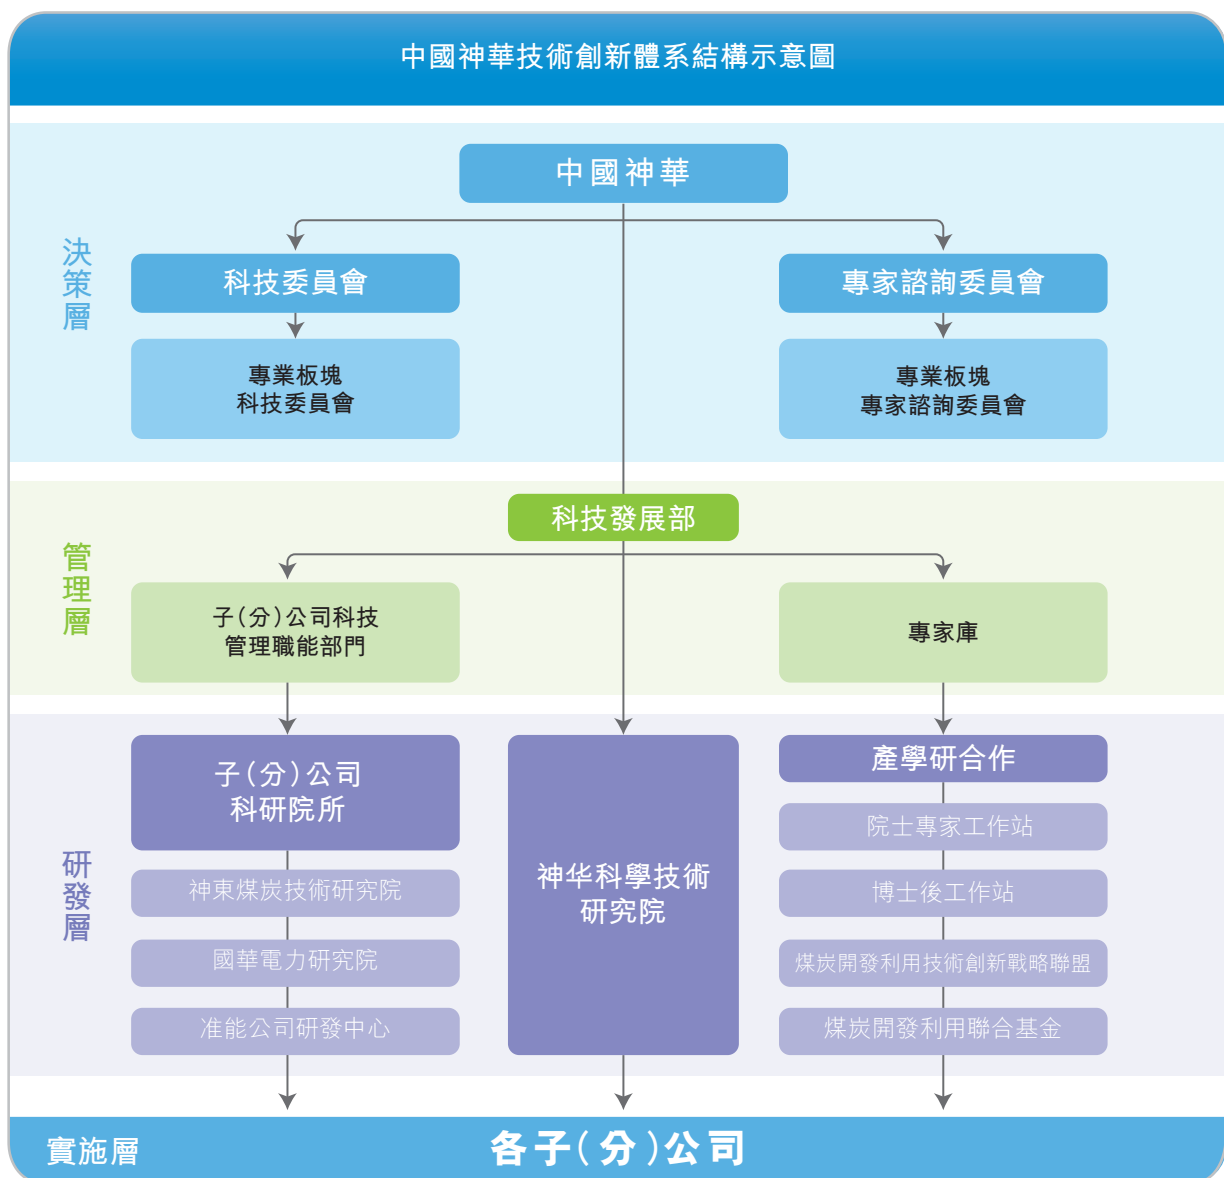 中國神華技術創新體系結構示意圖
中國神華
決策層
科技委員會
專家諮詢委員會
專業板塊
科技委員會
專業板塊
專家諮詢委員會
科技發展部
管理層
子(分)公司科技
管理職能部門
專家庫
研發層
子(分)公司
科研院所
神東煤炭技術研究院
國華電力研究院
准能公司研發中心
神华科學技術
研究院
產學研合作
院士專家工作站
博士後工作站
煤炭開發利用技術創新戰略聯盟
煤炭開發利用聯合基金
實施層
各子(分)公司